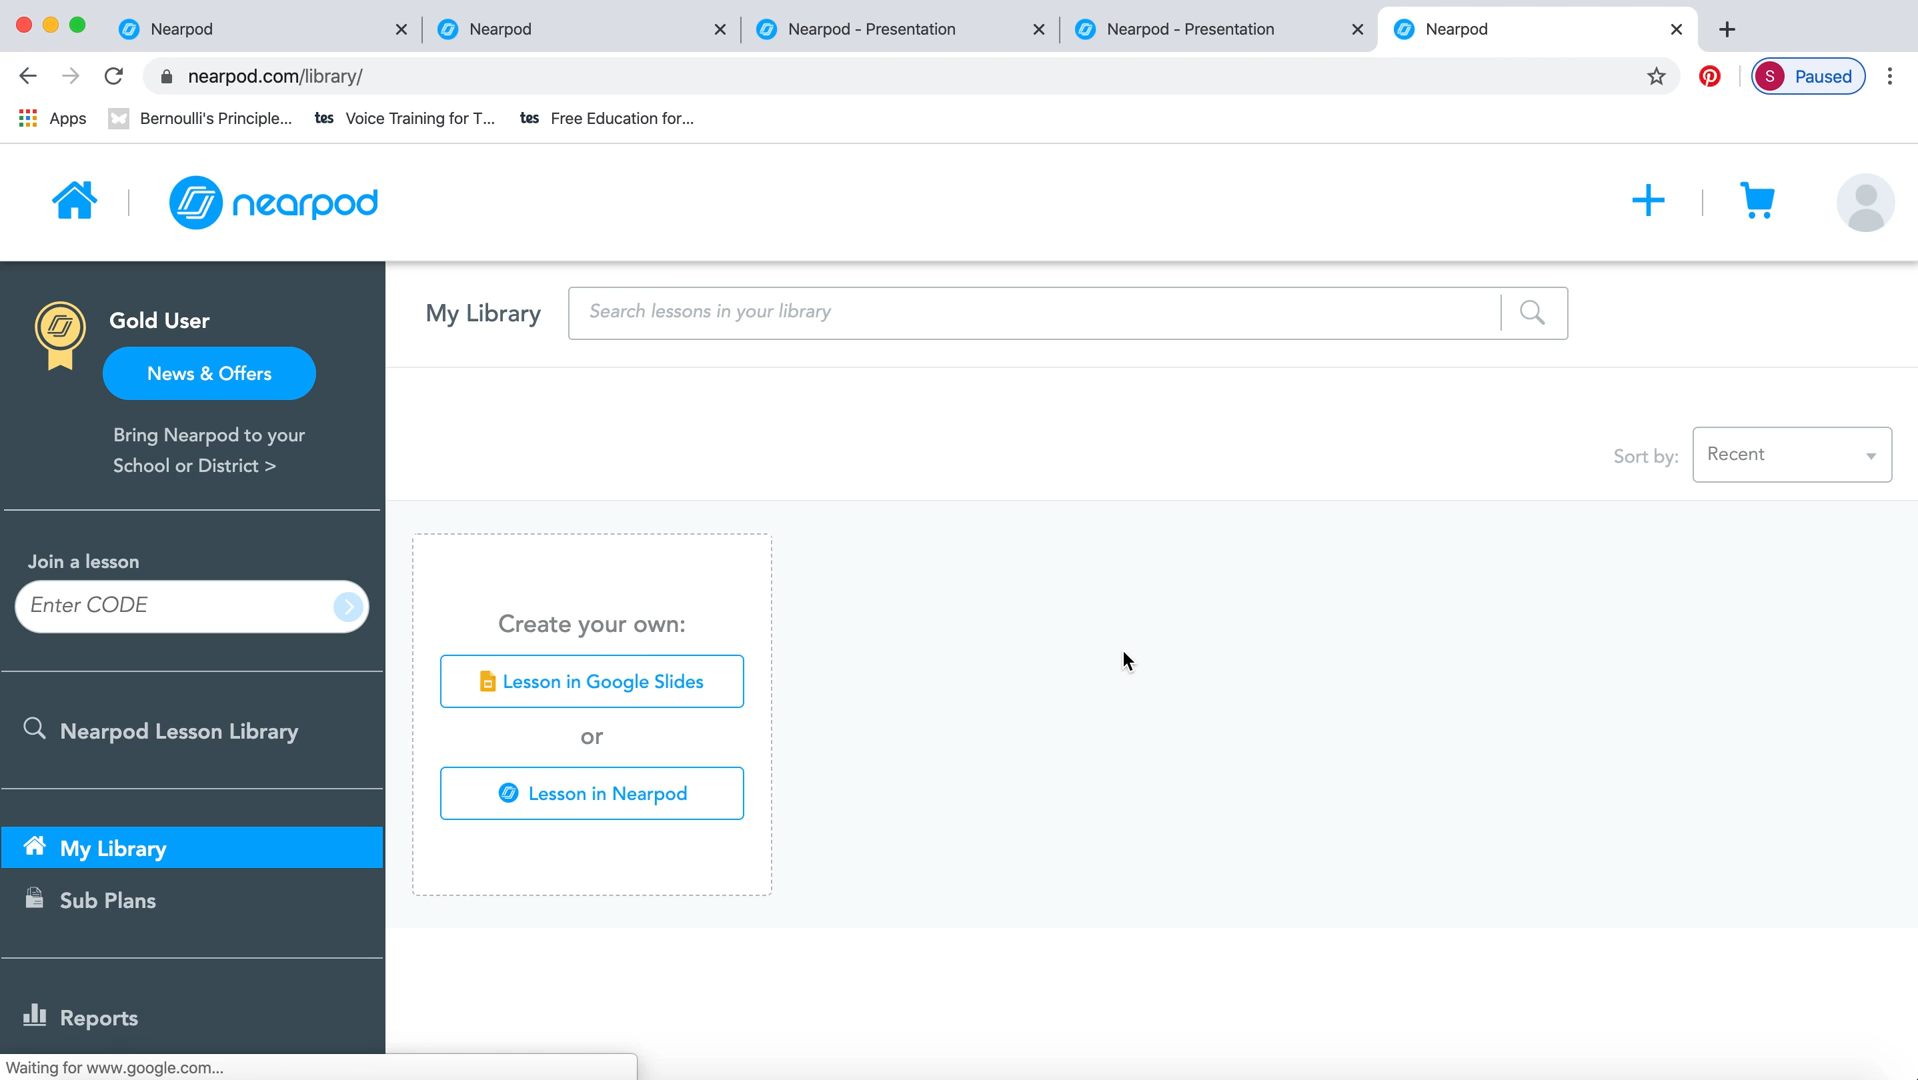 Nearpod
Nearpod
Nearpod - Presentation
Nearpod - Presentation
Nearpod
nearpod.com/library/
S
Paused
Apps
Bernoulli's Principle...
tes Voice Training for T...
tes Free Education for...
nearpod
Gold User
News & Offers
Bring Nearpod to your
School or District >
Join a lesson
Enter CODE
Nearpod Lesson Library
My Library
Sub Plans
Reports
My Library
Search lessons in your library
Sort by:
Recent
Create your own:
Lesson in Google Slides
or
Lesson in Nearpod
Waiting for www.google.com...